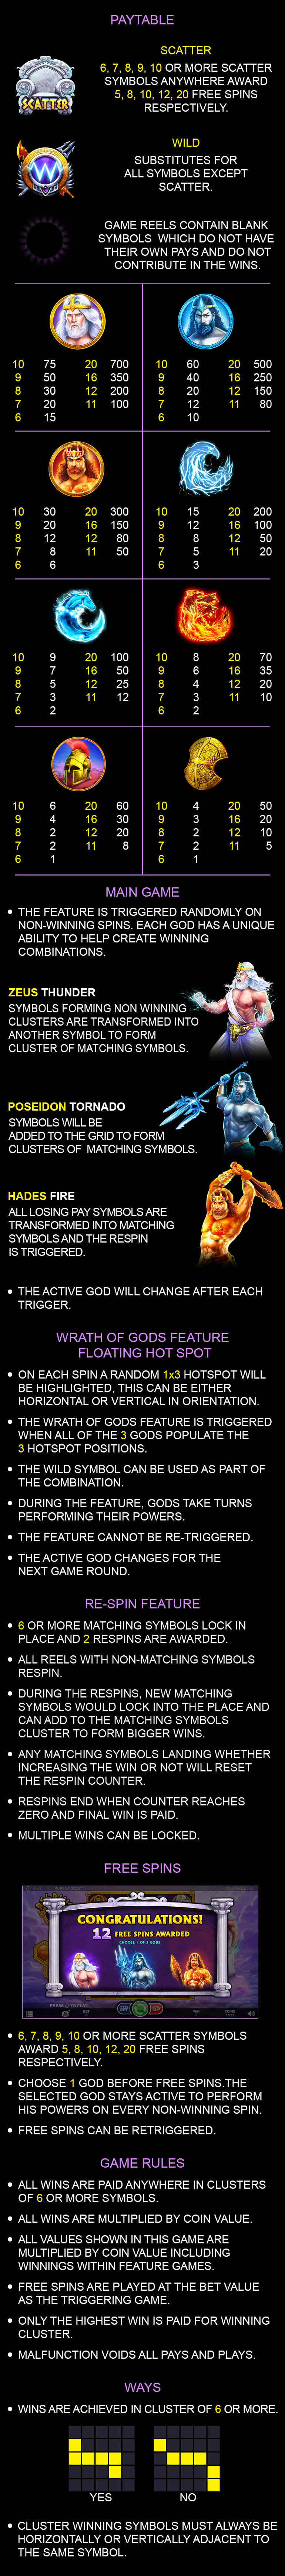 PAYTABLE
SCATTER
6, 7, 8, 9, 10 OR MORE SCATTER
SYMBOLS ANYWHERE AWARD
5, 8, 10, 12, 20 FREE SPINS
RESPECTIVELY.
SCATTER
WILD
SUBSTITUTES FOR
ALL SYMBOLS EXCEPT
SCATTER.
W
GAME REELS CONTAIN BLANK
SYMBOLS WHICH DO NOT HAVE
THEIR OWN PAYS AND DO NOT
CONTRIBUTE IN THE WINS.
10 75 20 700
9 50 16 350
8 30 12 200
7 20 11 100
6 15
10 60 20 500
9 40 16 250
8 20 12 150
7 12 11 80
6 10
10 30 20 300
9 20 16 150
8 12 12 80
7 8 11 50
6 6
10 15 20 200
9 12 16 100
8 8 12 50
7 5 11 20
6 3
10 9 20 100
9 7 16 50
8 5 12 25
7 3 11 12
6 2
10 8 20 70
9 6 16 35
8 4 12 20
7 3 11 10
6 2
10 6 20 60
9 4 16 30
8 2 12 20
7 2 11 8
6 1
10 4 20 50
9 3 16 20
8 2 12 10
7 2 11 5
6 1
MAIN GAME
• THE FEATURE IS TRIGGERED RANDOMLY ON
NON-WINNING SPINS. EACH GOD HAS A UNIQUE
ABILITY TO HELP CREATE WINNING
COMBINATIONS.
ZEUS THUNDER
SYMBOLS FORMING NON WINNING
CLUSTERS ARE TRANSFORMED INTO
ANOTHER SYMBOL TO FORM
CLUSTER OF MATCHING SYMBOLS.
POSEIDON TORNADO
SYMBOLS WILL BE
ADDED TO THE GRID TO FORM
CLUSTERS OF MATCHING SYMBOLS.
HADES FIRE
ALL LOSING PAY SYMBOLS ARE
TRANSFORMED INTO MATCHING
SYMBOLS AND THE RESPIN
IS TRIGGERED.
• THE ACTIVE GOD WILL CHANGE AFTER EACH
TRIGGER.
WRATH OF GODS FEATURE
FLOATING HOT SPOT
• ON EACH SPIN A RANDOM 1x3 HOTSPOT WILL
BE HIGHLIGHTED, THIS CAN BE EITHER
HORIZONTAL OR VERTICAL IN ORIENTATION.
• THE WRATH OF GODS FEATURE IS TRIGGERED
WHEN ALL OF THE 3 GODS POPULATE THE
3 HOTSPOT POSITIONS.
• THE WILD SYMBOL CAN BE USED AS PART OF
THE COMBINATION.
• DURING THE FEATURE, GODS TAKE TURNS
PERFORMING THEIR POWERS.
• THE FEATURE CANNOT BE RE-TRIGGERED.
• THE ACTIVE GOD CHANGES FOR THE
NEXT GAME ROUND.
RE-SPIN FEATURE
• 6 OR MORE MATCHING SYMBOLS LOCK IN
PLACE AND 2 RESPINS ARE AWARDED.
• ALL REELS WITH NON-MATCHING SYMBOLS
RESPIN.
• DURING THE RESPINS, NEW MATCHING
SYMBOLS WOULD LOCK INTO THE PLACE AND
CAN ADD TO THE MATCHING SYMBOLS
CLUSTER TO FORM BIGGER WINS.
• ANY MATCHING SYMBOLS LANDING WHETHER
INCREASING THE WIN OR NOT WILL RESET
THE RESPIN COUNTER.
• RESPINS END WHEN COUNTER REACHES
ZERO AND FINAL WIN IS PAID.
• MULTIPLE WINS CAN BE LOCKED.
FREE SPINS
CONGRATULATIONS!
12 FREE SPINS AWARDED
CHOOSE 1 OF 3 GODS
• 6, 7, 8, 9, 10 OR MORE SCATTER SYMBOLS
AWARD 5, 8, 10, 12, 20 FREE SPINS
RESPECTIVELY.
• CHOOSE 1 GOD BEFORE FREE SPINS.THE
SELECTED GOD STAYS ACTIVE TO PERFORM
HIS POWERS ON EVERY NON-WINNING SPIN.
• FREE SPINS CAN BE RETRIGGERED.
GAME RULES
• ALL WINS ARE PAID ANYWHERE IN CLUSTERS
OF 6 OR MORE SYMBOLS.
• ALL WINS ARE MULTIPLIED BY COIN VALUE.
• ALL VALUES SHOWN IN THIS GAME ARE
MULTIPLIED BY COIN VALUE INCLUDING
WINNINGS WITHIN FEATURE GAMES.
• FREE SPINS ARE PLAYED AT THE BET VALUE
AS THE TRIGGERING GAME.
• ONLY THE HIGHEST WIN IS PAID FOR WINNING
CLUSTER.
• MALFUNCTION VOIDS ALL PAYS AND PLAYS.
WAYS
• WINS ARE ACHIEVED IN CLUSTER OF 6 OR MORE.
YES NO
• CLUSTER WINNING SYMBOLS MUST ALWAYS BE
HORIZONTALLY OR VERTICALLY ADJACENT TO
THE SAME SYMBOL.